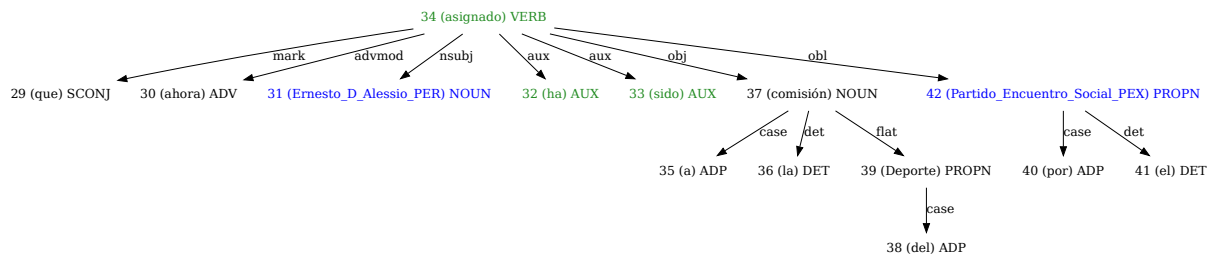 34 (asignado) VERB
mark advmod nsubj aux aux obj obl
29 (que) SCONJ 30 (ahora) ADV 31 (Ernesto_D_Alessio_PER) NOUN 32 (ha) AUX 33 (sido) AUX 37 (comisión) NOUN 42 (Partido_Encuentro_Social_PEX) PROPN
case det flat case det
35 (a) ADP 36 (la) DET 39 (Deporte) PROPN 40 (por) ADP 41 (el) DET
case
38 (del) ADP